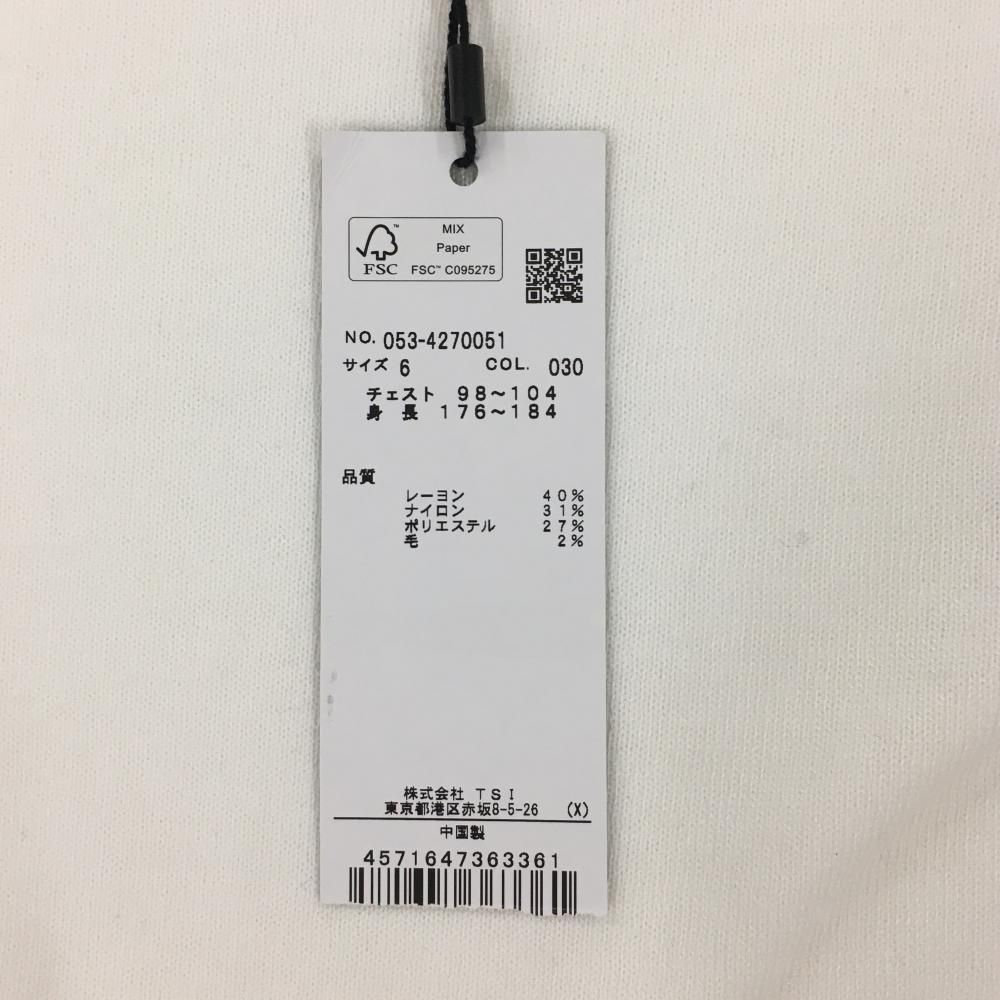 MIX
Paper
FSC™ C095275
FSC
NO. 053-4270051
サイズ 6 COL. 030
チェスト 98～104
身長 176～184
品質
レーヨン 40%
ナイロン 31%
ポリエステル 27%
毛 2%
株式会社 TSI
東京都港区赤坂8-5-26 (X)
中国製
4571647363361